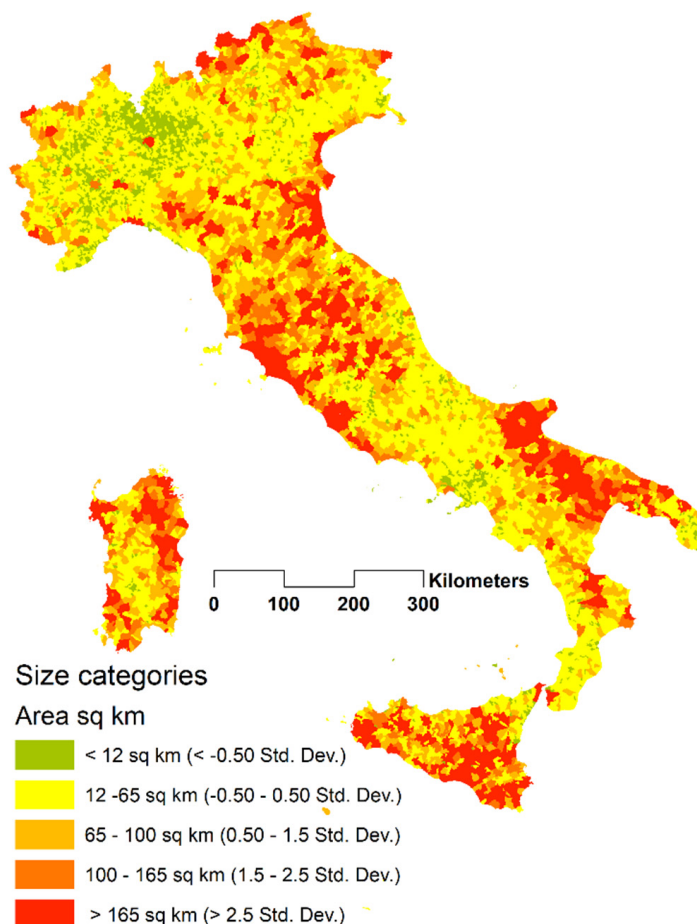 Kilometers
0 100 200 300
Size categories
Area sq km
< 12 sq km (< -0.50 Std. Dev.)
12 -65 sq km (-0.50 - 0.50 Std. Dev.)
65 - 100 sq km (0.50 - 1.5 Std. Dev.)
100 - 165 sq km (1.5 - 2.5 Std. Dev.)
> 165 sq km (> 2.5 Std. Dev.)